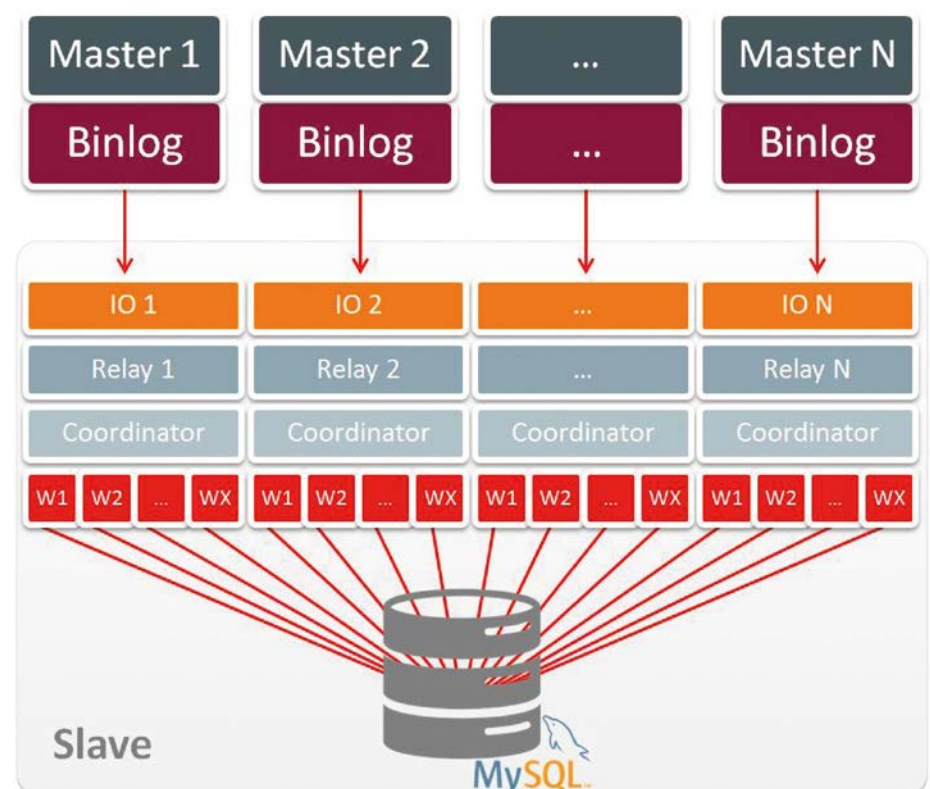 Master 1 Master 2 ... Master N
Binlog Binlog ... Binlog
IO 1 IO 2 ... IO N
Relay 1 Relay 2 ... Relay N
Coordinator Coordinator Coordinator Coordinator
W1 W2 ... WX W1 W2 ... WX W1 W2 ... WX W1 W2 ... WX
Slave
MySQL